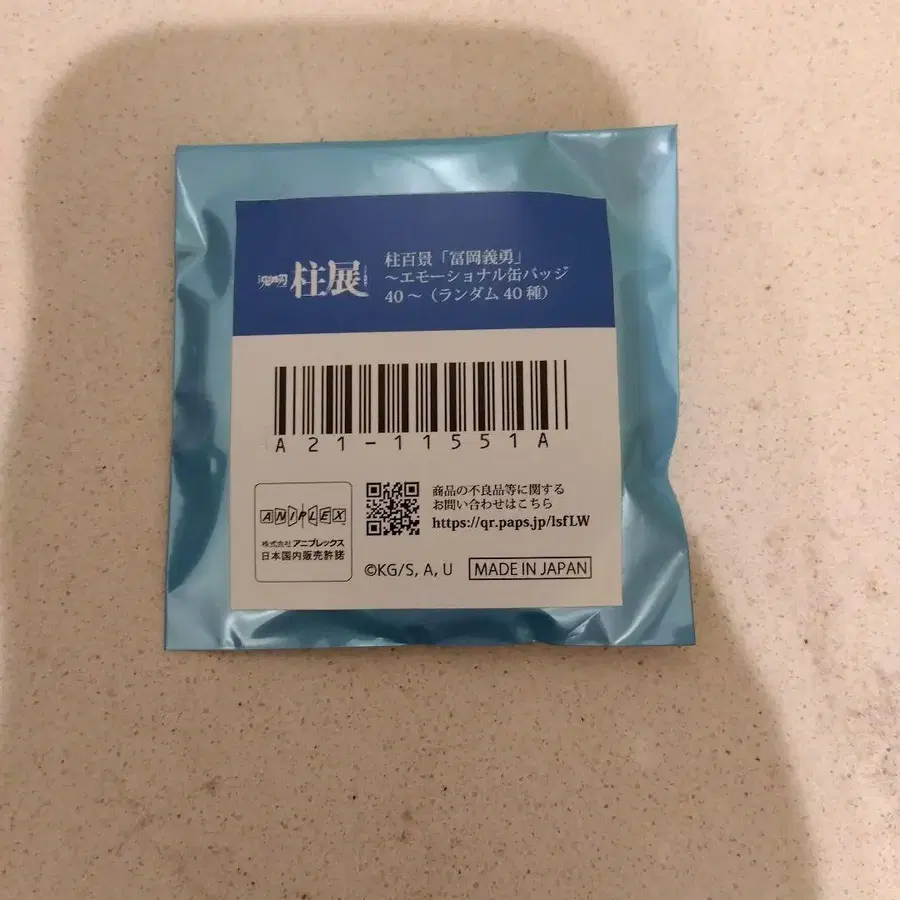 柱展
柱百景「冨岡義勇」
~エモーショナル缶バッジ
40~(ランダム40種)
A21-11551A
ANIPLEX
株式会社アニプレックス
日本国内販売許諾
商品の不良品等に関する
お問い合わせはこちら
https://qr.paps.jp/lsfLW
©KG/S, A, U
MADE IN JAPAN